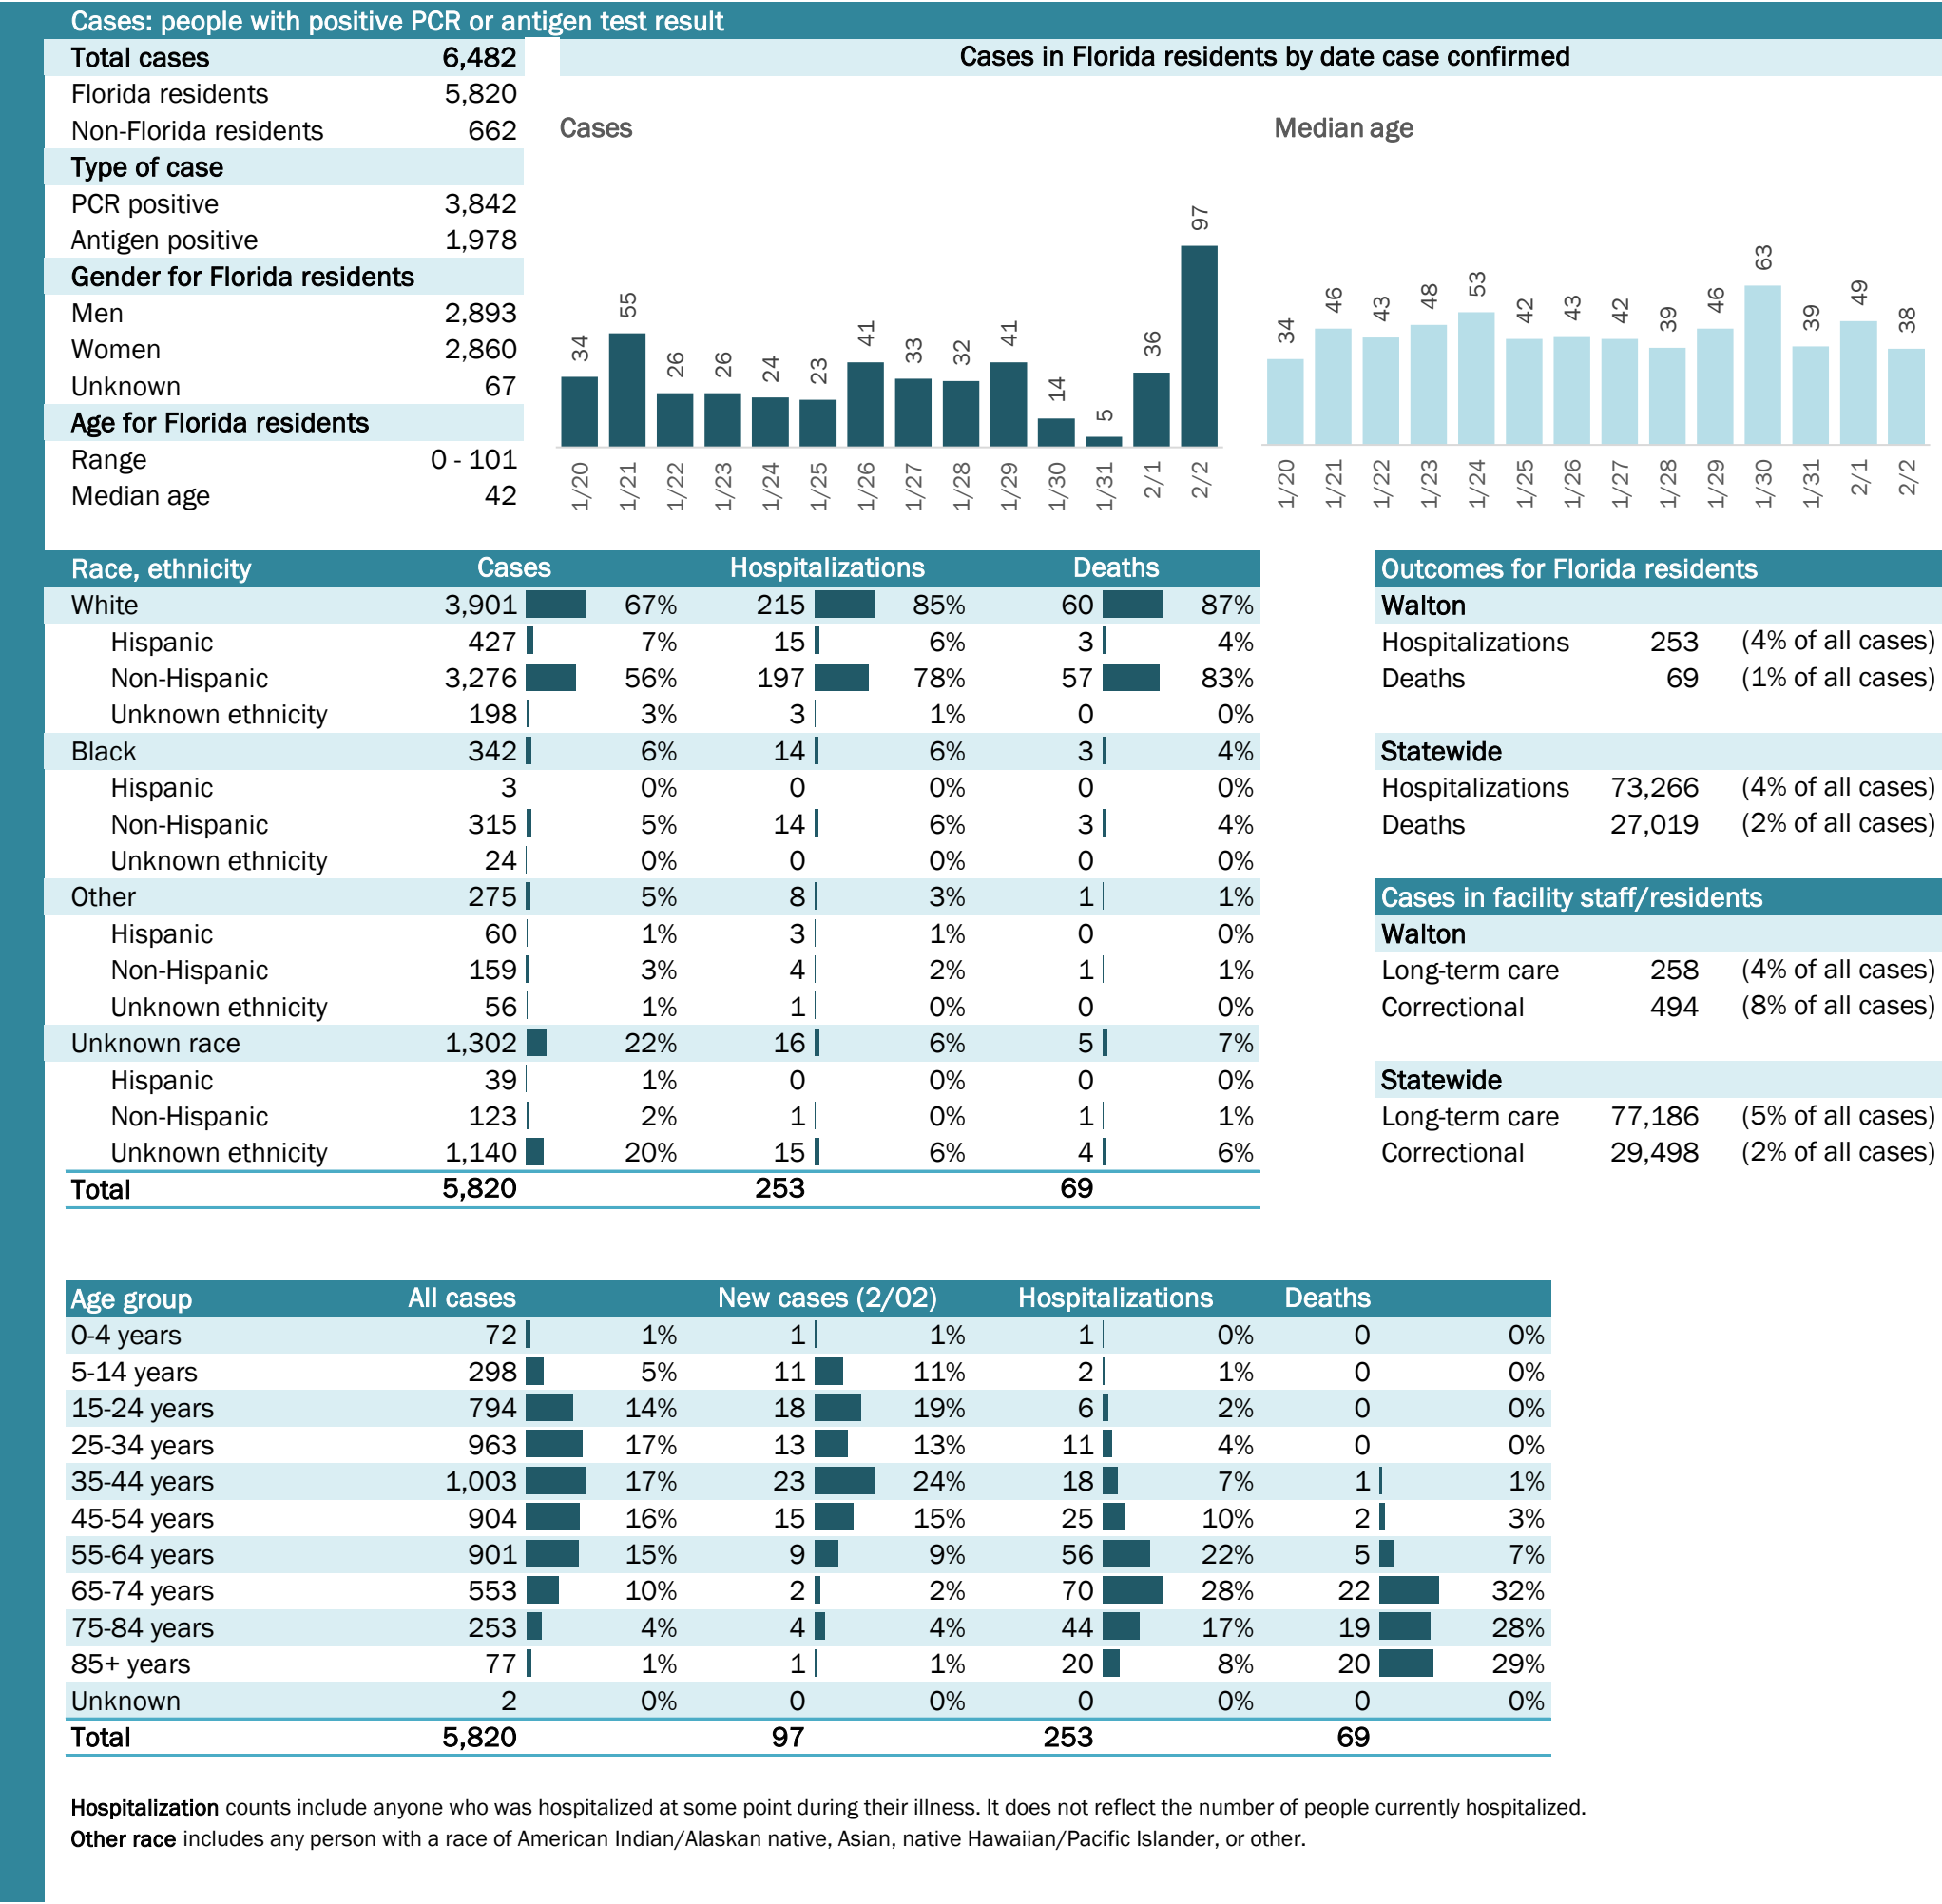 Cases: people with positive PCR or antigen test result
Total cases 6,482
Florida residents 5,820
Non-Florida residents 662
Type of case
PCR positive 3,842
Antigen positive 1,978
Gender for Florida residents
Men 2,893
Women 2,860
Unknown 67
Age for Florida residents
Range 0 - 101
Median age 42
Cases in Florida residents by date case confirmed
Cases
34 55 26 26 24 23 41 33 32 41 14 5 36 97
1/20 1/21 1/22 1/23 1/24 1/25 1/26 1/27 1/28 1/29 1/30 1/31 2/1 2/2
Median age
34 46 43 48 53 42 43 42 39 46 63 39 49 38
1/20 1/21 1/22 1/23 1/24 1/25 1/26 1/27 1/28 1/29 1/30 1/31 2/1 2/2
Race, ethnicity Cases Hospitalizations Deaths
White 3,901 67% 215 85% 60 87%
Hispanic 427 7% 15 6% 3 4%
Non-Hispanic 3,276 56% 197 78% 57 83%
Unknown ethnicity 198 3% 3 1% 0 0%
Black 342 6% 14 6% 3 4%
Hispanic 3 0% 0 0% 0 0%
Non-Hispanic 315 5% 14 6% 3 4%
Unknown ethnicity 24 0% 0 0% 0 0%
Other 275 5% 8 3% 1 1%
Hispanic 60 1% 3 1% 0 0%
Non-Hispanic 159 3% 4 2% 1 1%
Unknown ethnicity 56 1% 1 0% 0 0%
Unknown race 1,302 22% 16 6% 5 7%
Hispanic 39 1% 0 0% 0 0%
Non-Hispanic 123 2% 1 0% 1 1%
Unknown ethnicity 1,140 20% 15 6% 4 6%
Total 5,820 253 69
Outcomes for Florida residents
Walton
Hospitalizations 253 (4% of all cases)
Deaths 69 (1% of all cases)
Statewide
Hospitalizations 73,266 (4% of all cases)
Deaths 27,019 (2% of all cases)
Cases in facility staff/residents
Walton
Long-term care 258 (4% of all cases)
Correctional 494 (8% of all cases)
Statewide
Long-term care 77,186 (5% of all cases)
Correctional 29,498 (2% of all cases)
Age group All cases New cases (2/02) Hospitalizations Deaths
0-4 years 72 1% 1 1% 1 0% 0 0%
5-14 years 298 5% 11 11% 2 1% 0 0%
15-24 years 794 14% 18 19% 6 2% 0 0%
25-34 years 963 17% 13 13% 11 4% 0 0%
35-44 years 1,003 17% 23 24% 18 7% 1 1%
45-54 years 904 16% 15 15% 25 10% 2 3%
55-64 years 901 15% 9 9% 56 22% 5 7%
65-74 years 553 10% 2 2% 70 28% 22 32%
75-84 years 253 4% 4 4% 44 17% 19 28%
85+ years 77 1% 1 1% 20 8% 20 29%
Unknown 2 0% 0 0% 0 0% 0 0%
Total 5,820 97 253 69
Hospitalization counts include anyone who was hospitalized at some point during their illness. It does not reflect the number of people currently hospitalized.
Other race includes any person with a race of American Indian/Alaskan native, Asian, native Hawaiian/Pacific Islander, or other.